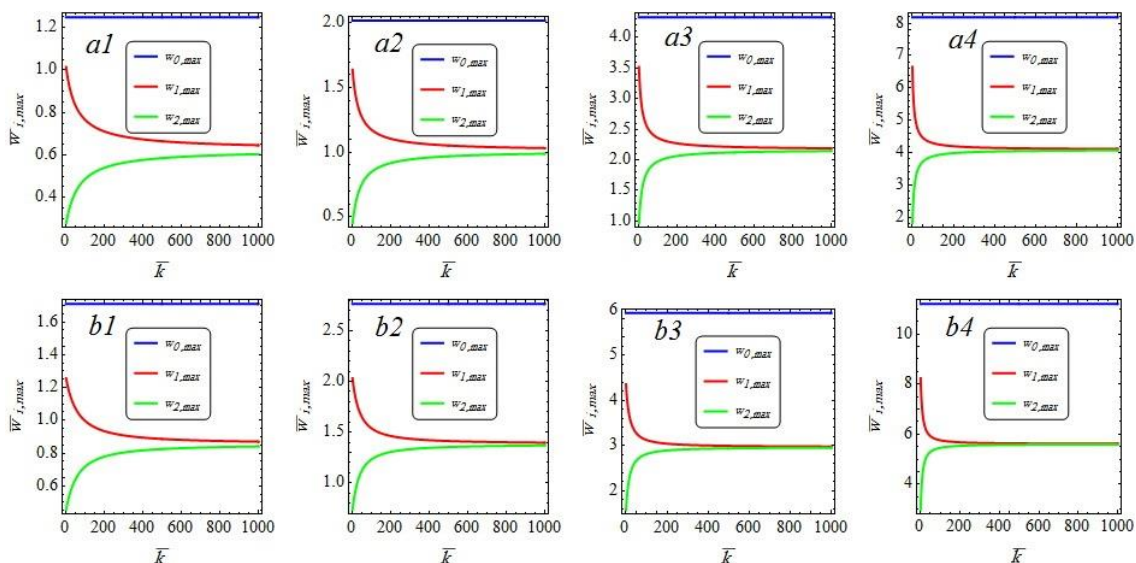 a1
1.2
1.0
0.8
0.6
0.4
W̅ i,max
w0,max
w1,max
w2,max
0 200 400 600 800 1000
k̅
a2
2.0
1.5
1.0
0.5
W̅ i,max
w0,max
w1,max
w2,max
0 200 400 600 800 1000
k̅
a3
4.0
3.5
3.0
2.5
2.0
1.5
1.0
W̅ i,max
w0,max
w1,max
w2,max
0 200 400 600 800 1000
k̅
a4
8
7
6
5
4
3
2
W̅ i,max
w0,max
w1,max
w2,max
0 200 400 600 800 1000
k̅
b1
1.6
1.4
1.2
1.0
0.8
0.6
W̅ i,max
w0,max
w1,max
w2,max
0 200 400 600 800 1000
k̅
b2
2.5
2.0
1.5
1.0
W̅ i,max
w0,max
w1,max
w2,max
0 200 400 600 800 1000
k̅
b3
6
5
4
3
2
W̅ i,max
w0,max
w1,max
w2,max
0 200 400 600 800 1000
k̅
b4
10
8
6
4
W̅ i,max
w0,max
w1,max
w2,max
0 200 400 600 800 1000
k̅